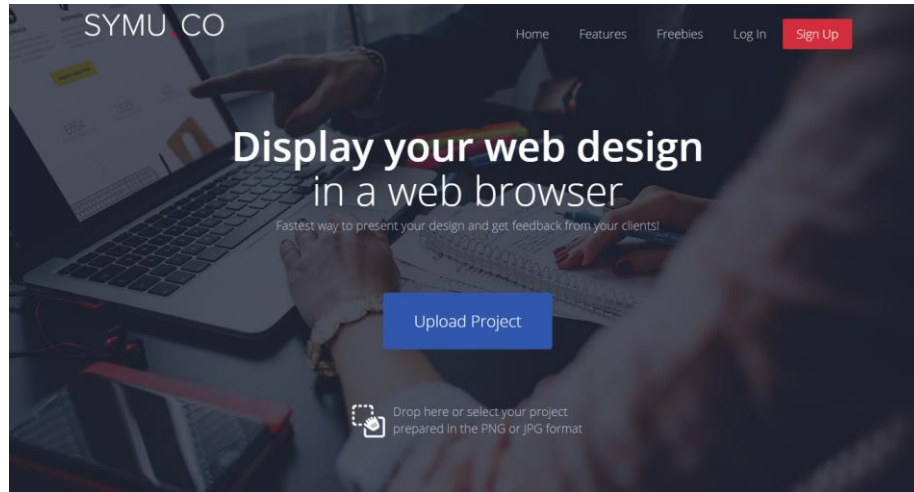 SYMU.CO
Home Features Freebies Log In Sign Up
Display your web design
in a web browser
Fastest way to present your design and get feedback from your clients!
Upload Project
Drop here or select your project
prepared in the PNG or JPG format